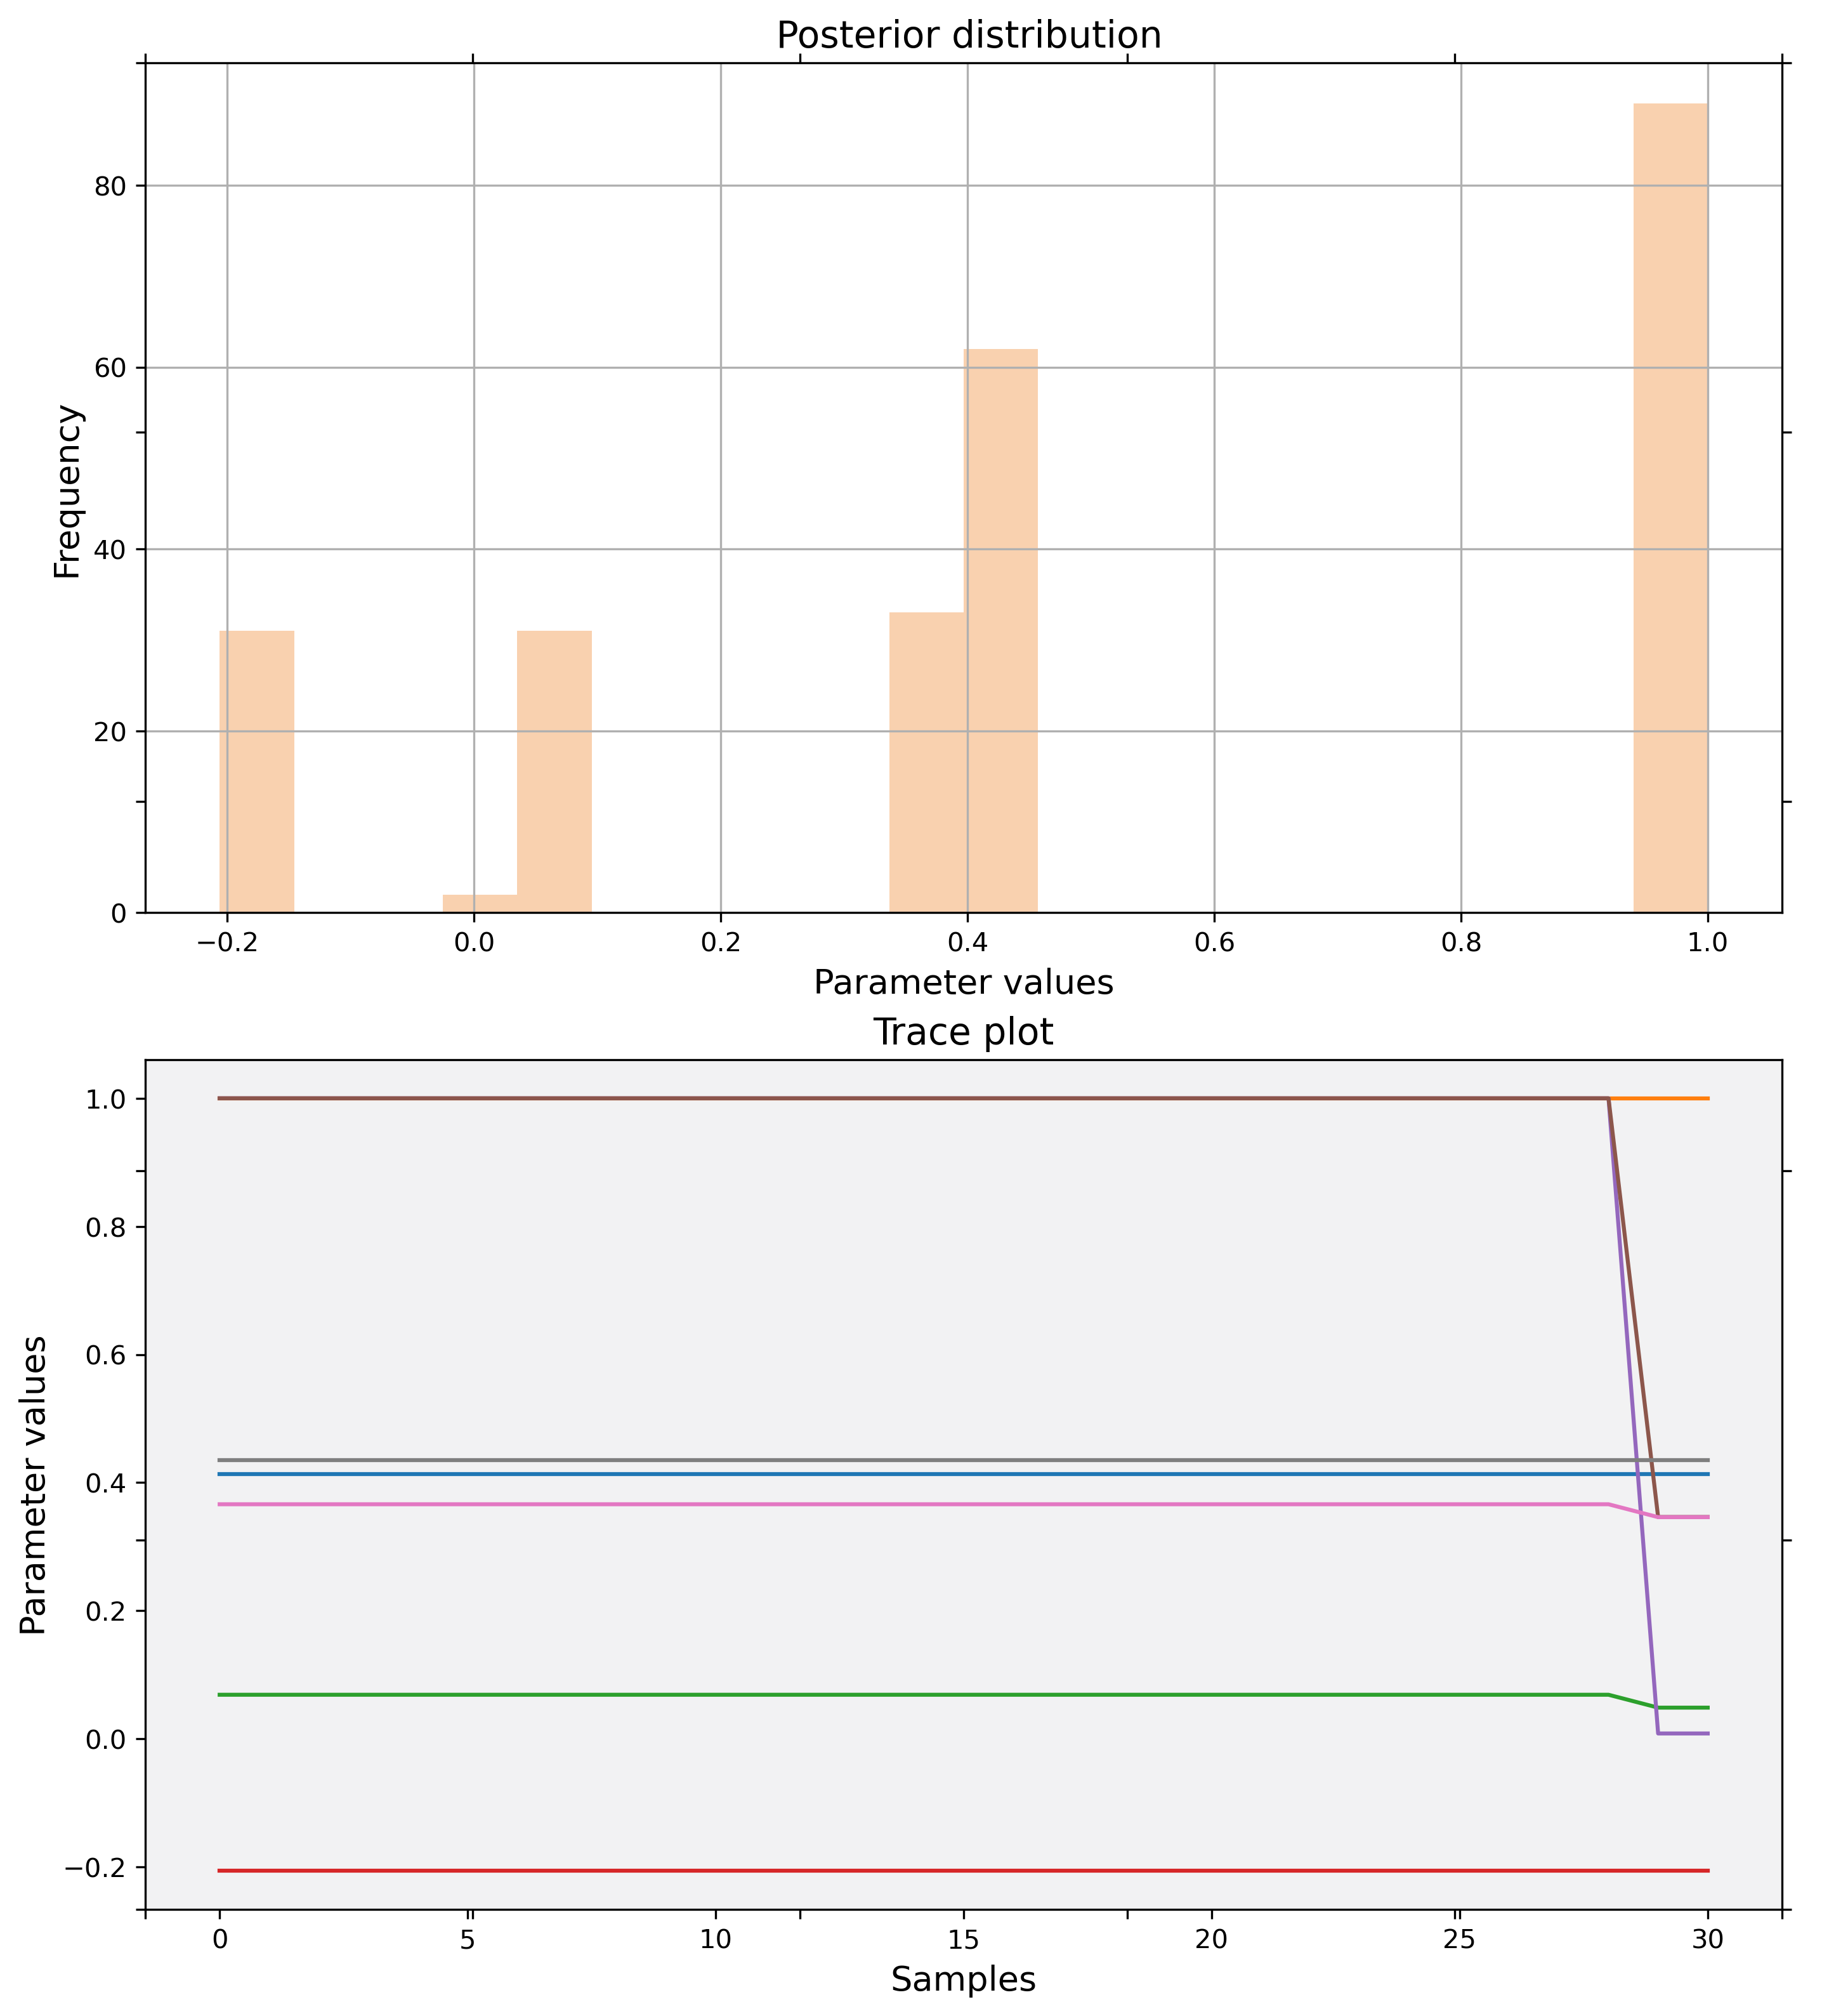 Posterior distribution
Frequency
80
60
40
20
0
−0.2 0.0 0.2 0.4 0.6 0.8 1.0
Parameter values
Trace plot
Parameter values
1.0
0.8
0.6
0.4
0.2
0.0
−0.2
0 5 10 15 20 25 30
Samples